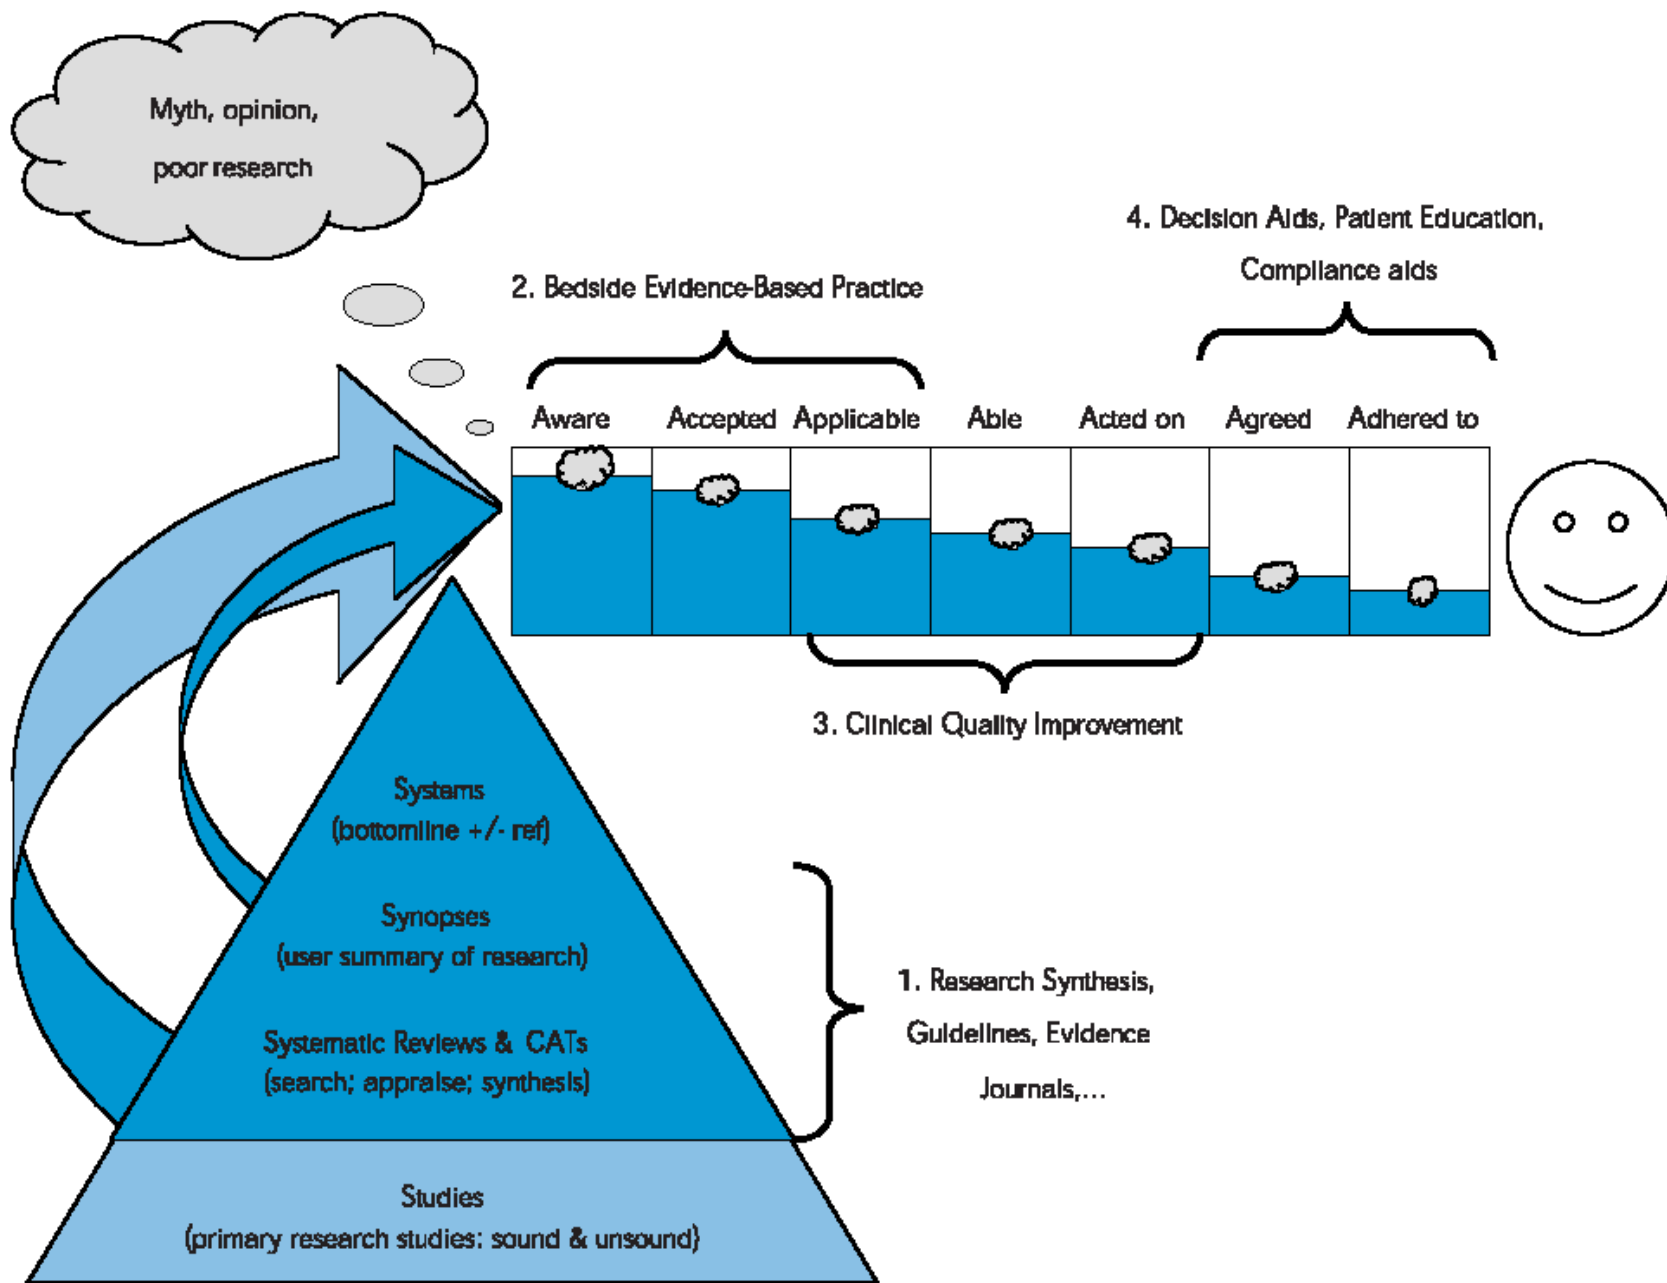 Myth, opinion,
poor research
4. Decision Aids, Patient Education,
Compliance aids
2. Bedside Evidence-Based Practice
Aware Accepted Applicable Able Acted on Agreed Adhered to
3. Clinical Quality Improvement
Systems
(bottomline +/- ref)
Synopses
(user summary of research)
Systematic Reviews & CATs
(search; appraise; synthesis)
1. Research Synthesis,
Guidelines, Evidence
Journals,...
Studies
(primary research studies: sound & unsound)